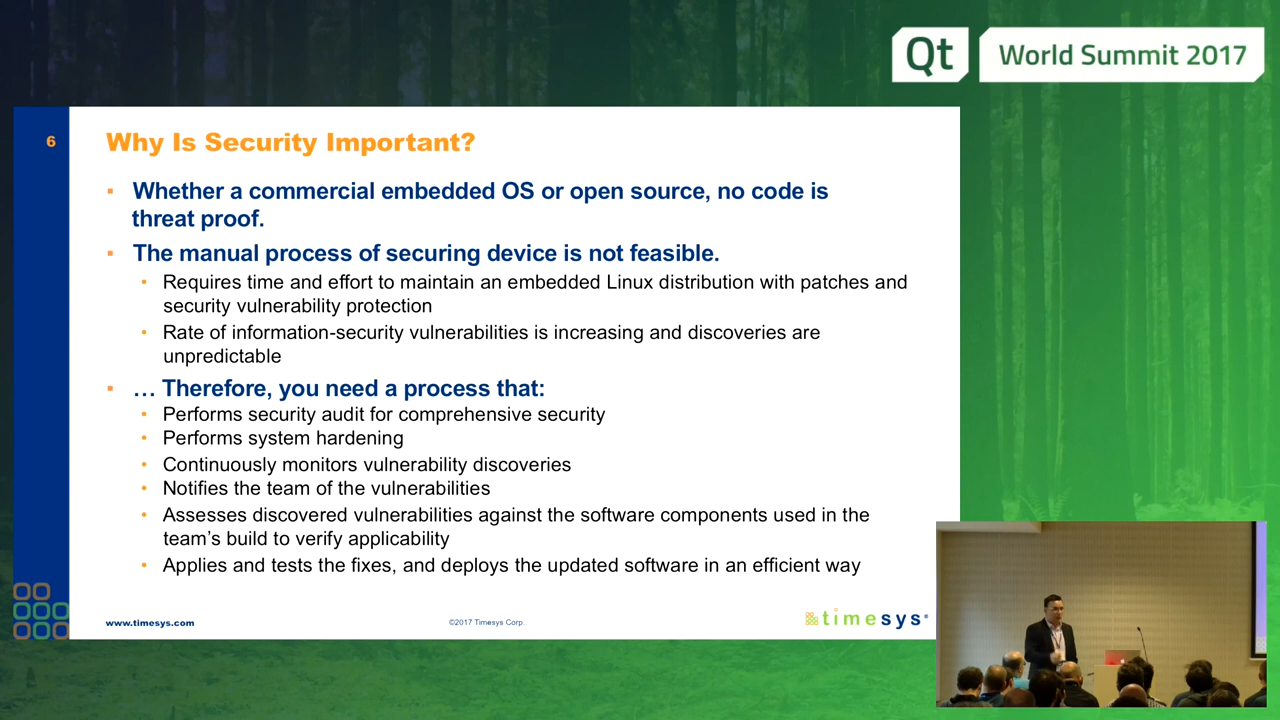 Qt
World Summit 2017
6
Why Is Security Important?
Whether a commercial embedded OS or open source, no code is
threat proof.
The manual process of securing device is not feasible.
Requires time and effort to maintain an embedded Linux distribution with patches and
security vulnerability protection
Rate of information-security vulnerabilities is increasing and discoveries are
unpredictable
… Therefore, you need a process that:
Performs security audit for comprehensive security
Performs system hardening
Continuously monitors vulnerability discoveries
Notifies the team of the vulnerabilities
Assesses discovered vulnerabilities against the software components used in the
team's build to verify applicability
Applies and tests the fixes, and deploys the updated software in an efficient way
www.timesys.com
©2017 Timesys Corp.
timesys®